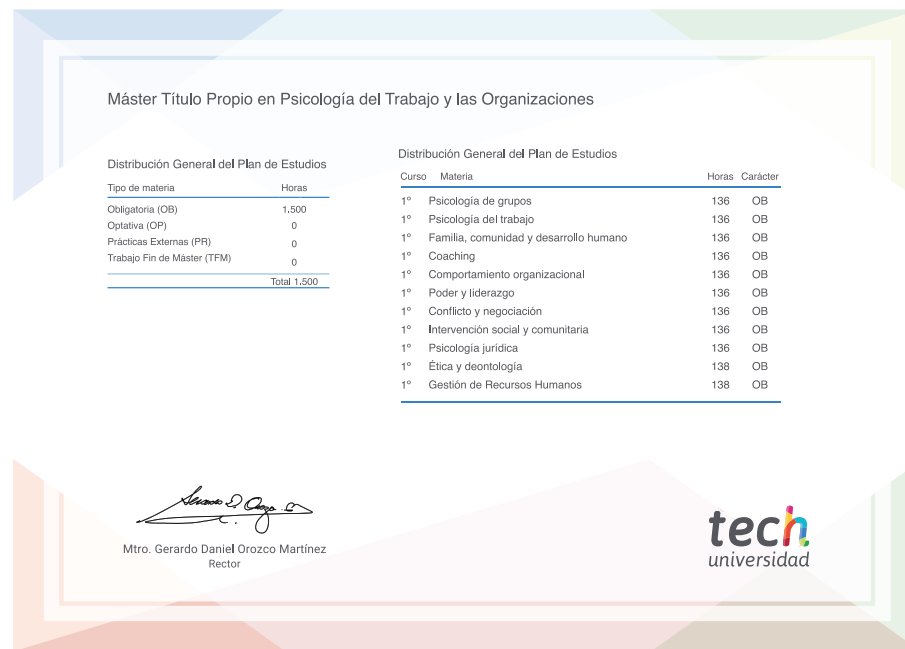 Máster Título Propio en Psicología del Trabajo y las Organizaciones
Distribución General del Plan de Estudios
Tipo de materia Horas
Obligatoria (OB) 1.500
Optativa (OP) 0
Prácticas Externas (PR) 0
Trabajo Fin de Máster (TFM) 0
Total 1.500
Distribución General del Plan de Estudios
Curso Materia Horas Carácter
1º Psicología de grupos 136 OB
1º Psicología del trabajo 136 OB
1º Familia, comunidad y desarrollo humano 136 OB
1º Coaching 136 OB
1º Comportamiento organizacional 136 OB
1º Poder y liderazgo 136 OB
1º Conflicto y negociación 136 OB
1º Intervención social y comunitaria 136 OB
1º Psicología jurídica 136 OB
1º Ética y deontología 138 OB
1º Gestión de Recursos Humanos 138 OB
Mtro. Gerardo Daniel Orozco Martínez
Rector
tech
universidad